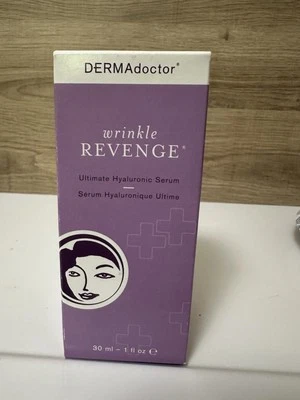 DERMAdoctor®
wrinkle
REVENGE®
Ultimate Hyaluronic Serum
Serum Hyaluronique Ultime
30 ml – 1 fl oz ℮